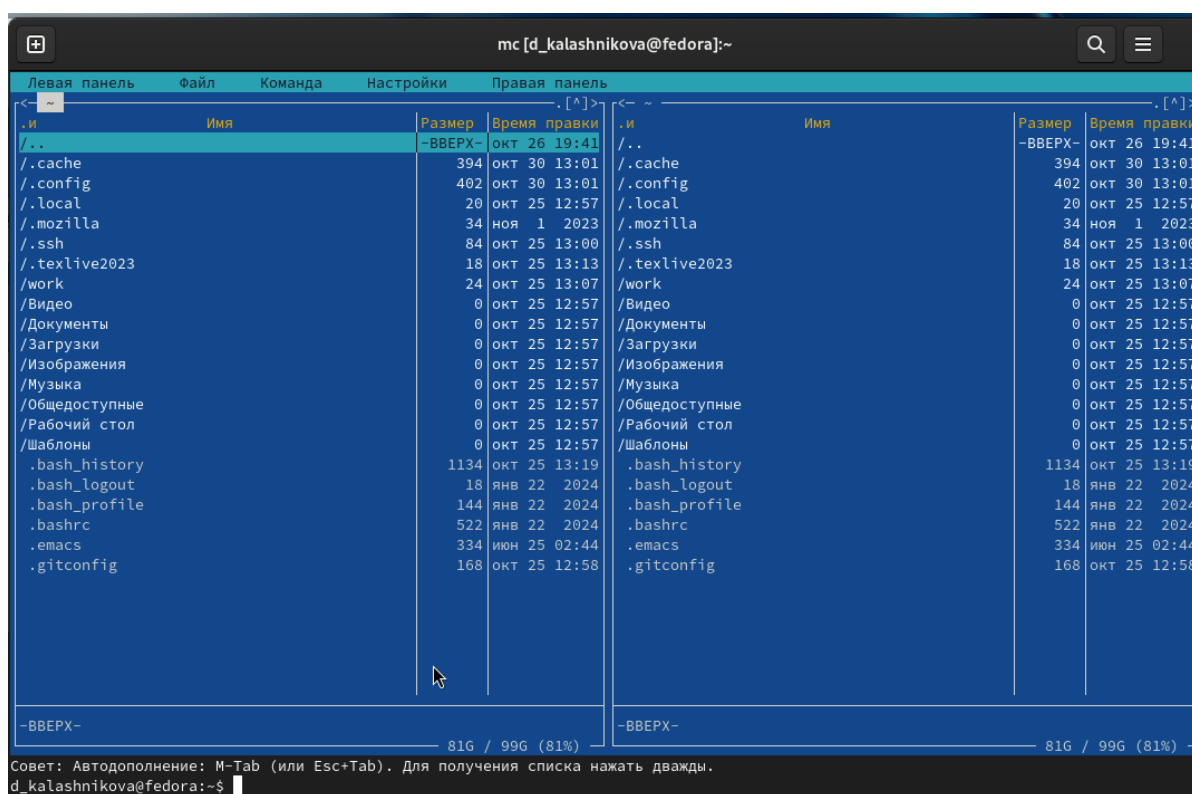 mc [d_kalashnikova@fedora]:~
Левая панель Файл Команда Настройки Правая панель
<─ ~ ─.[^]>┐┌<─ ~ ─.[^]>
.и Имя Размер Время правки .и Имя Размер Время правки
/.. -ВВЕРХ- окт 26 19:41 /.. -ВВЕРХ- окт 26 19:41
/.cache 394 окт 30 13:01 /.cache 394 окт 30 13:01
/.config 402 окт 30 13:01 /.config 402 окт 30 13:01
/.local 20 окт 25 12:57 /.local 20 окт 25 12:57
/.mozilla 34 ноя 1 2023 /.mozilla 34 ноя 1 2023
/.ssh 84 окт 25 13:00 /.ssh 84 окт 25 13:00
/.texlive2023 18 окт 25 13:13 /.texlive2023 18 окт 25 13:13
/work 24 окт 25 13:07 /work 24 окт 25 13:07
/Видео 0 окт 25 12:57 /Видео 0 окт 25 12:57
/Документы 0 окт 25 12:57 /Документы 0 окт 25 12:57
/Загрузки 0 окт 25 12:57 /Загрузки 0 окт 25 12:57
/Изображения 0 окт 25 12:57 /Изображения 0 окт 25 12:57
/Музыка 0 окт 25 12:57 /Музыка 0 окт 25 12:57
/Общедоступные 0 окт 25 12:57 /Общедоступные 0 окт 25 12:57
/Рабочий стол 0 окт 25 12:57 /Рабочий стол 0 окт 25 12:57
/Шаблоны 0 окт 25 12:57 /Шаблоны 0 окт 25 12:57
.bash_history 1134 окт 25 13:19 .bash_history 1134 окт 25 13:19
.bash_logout 18 янв 22 2024 .bash_logout 18 янв 22 2024
.bash_profile 144 янв 22 2024 .bash_profile 144 янв 22 2024
.bashrc 522 янв 22 2024 .bashrc 522 янв 22 2024
.emacs 334 июн 25 02:44 .emacs 334 июн 25 02:44
.gitconfig 168 окт 25 12:58 .gitconfig 168 окт 25 12:58
-ВВЕРХ- -ВВЕРХ-
81G / 99G (81%) 81G / 99G (81%)
Совет: Автодополнение: M-Tab (или Esc+Tab). Для получения списка нажать дважды.
d_kalashnikova@fedora:~$